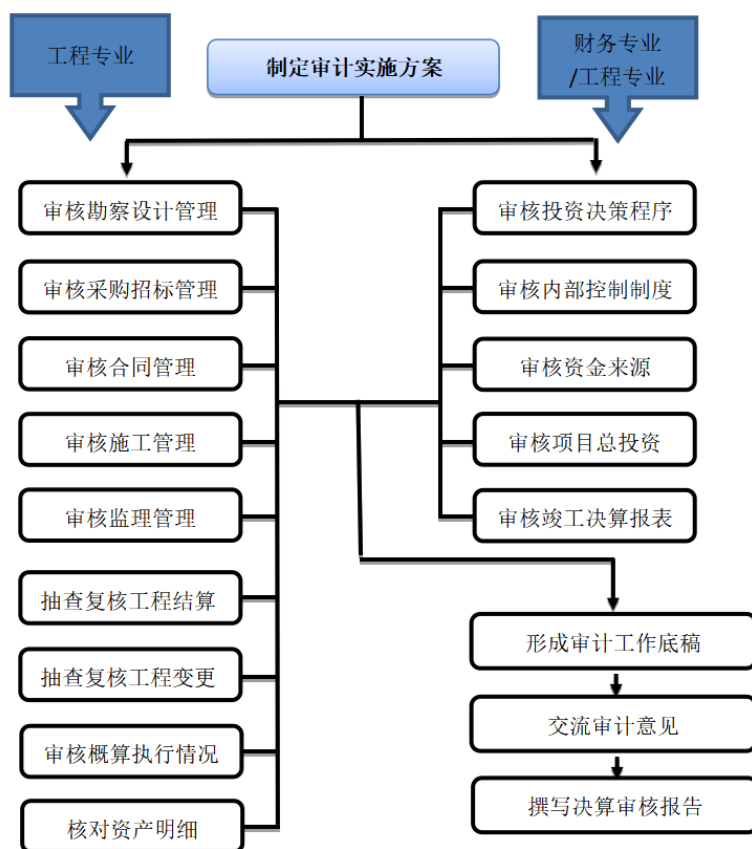 工程专业
制定审计实施方案
财务专业
/工程专业
审核勘察设计管理
审核采购招标管理
审核合同管理
审核施工管理
审核监理管理
抽查复核工程结算
抽查复核工程变更
审核概算执行情况
核对资产明细
审核投资决策程序
审核内部控制制度
审核资金来源
审核项目总投资
审核竣工决算报表
形成审计工作底稿
交流审计意见
撰写决算审核报告